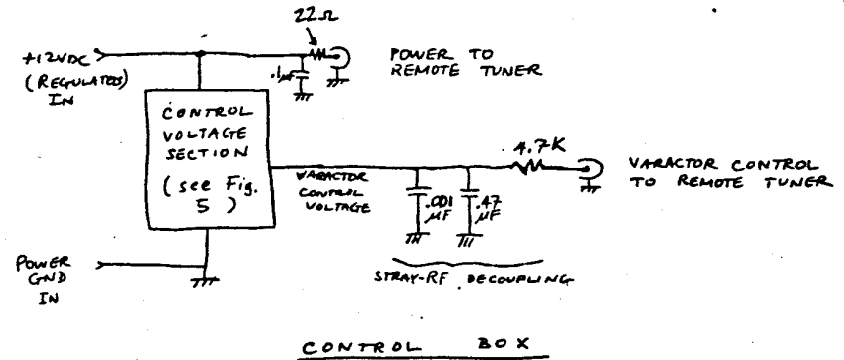 22Ω
+12VDC
(REGULATED)
IN
.1µF
POWER TO
REMOTE TUNER
CONTROL
VOLTAGE
SECTION
(see Fig.
5 )
VARACTOR
CONTROL
VOLTAGE
.001
µF
.47
µF
4.7K
VARACTOR CONTROL
TO REMOTE TUNER
POWER
GND
IN
STRAY-RF DECOUPLING
CONTROL BOX